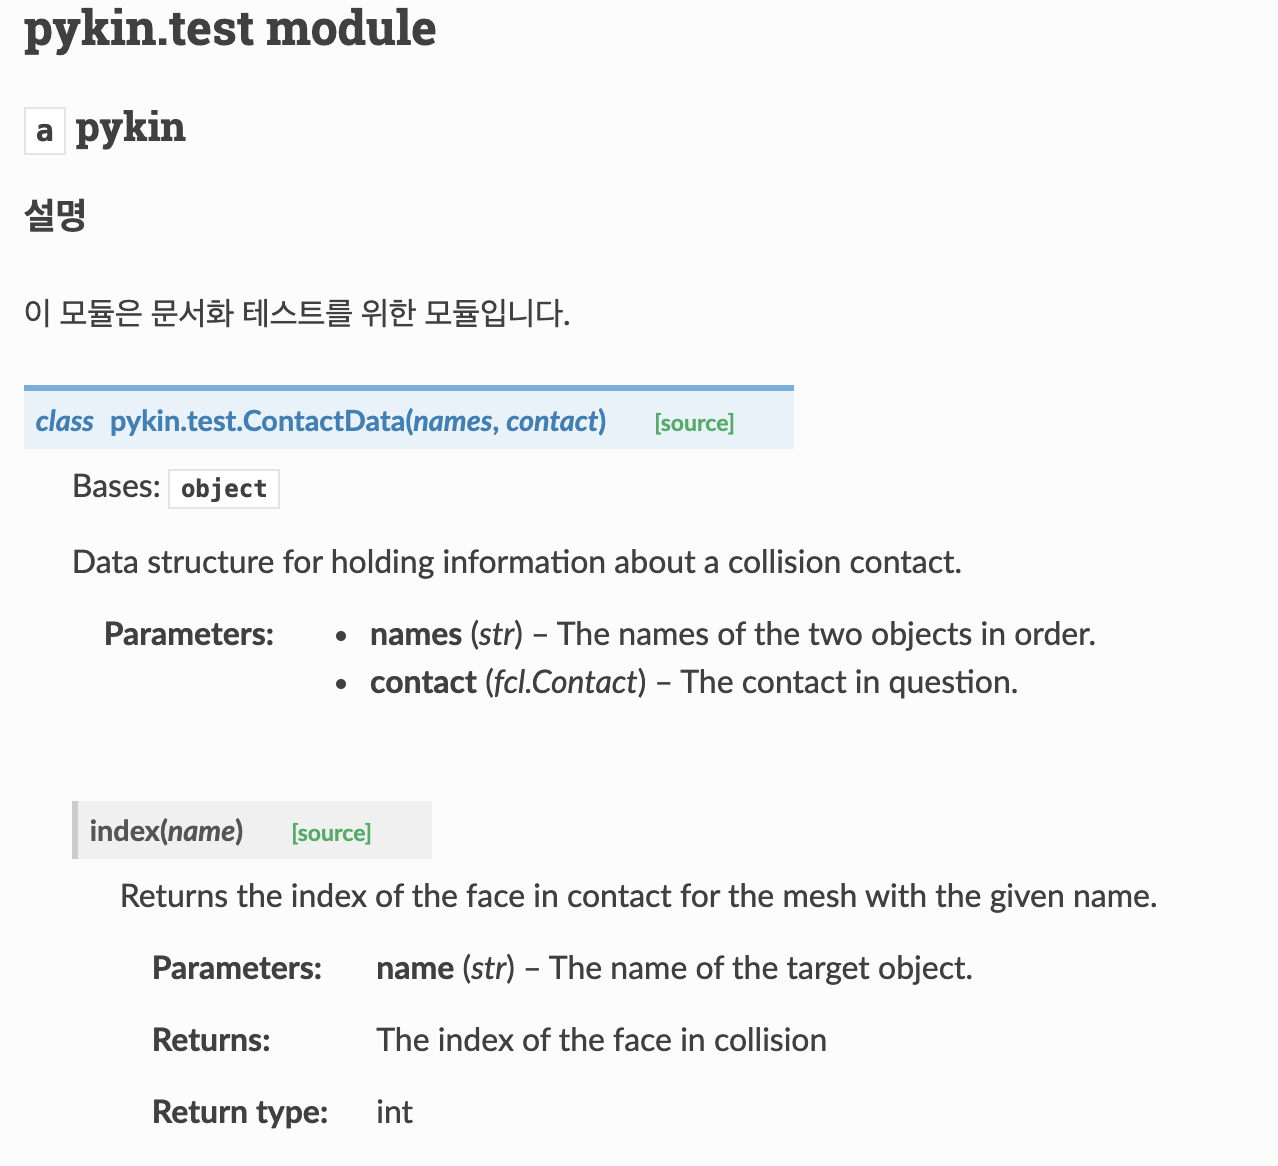 pykin.test module
a pykin
설명
이 모듈은 문서화 테스트를 위한 모듈입니다.
class pykin.test.ContactData(names, contact) [source]
Bases: object
Data structure for holding information about a collision contact.
Parameters: • names (str) – The names of the two objects in order.
• contact (fcl.Contact) – The contact in question.
index(name) [source]
Returns the index of the face in contact for the mesh with the given name.
Parameters: name (str) – The name of the target object.
Returns: The index of the face in collision
Return type: int